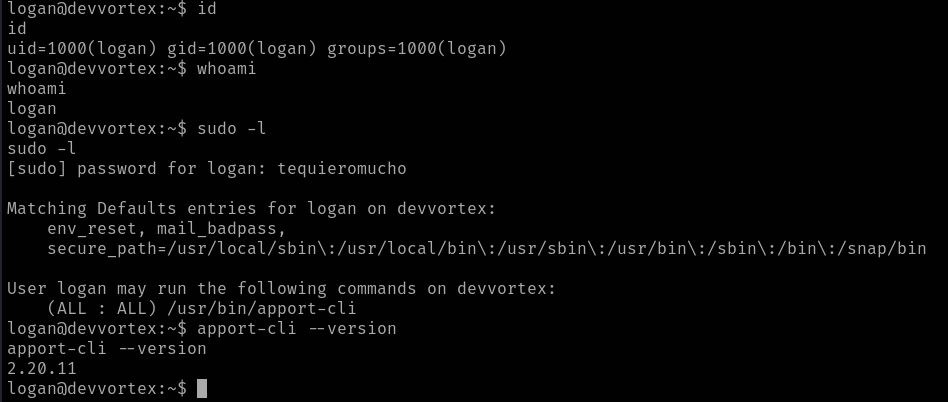 logan@devvortex:~$ id
id
uid=1000(logan) gid=1000(logan) groups=1000(logan)
logan@devvortex:~$ whoami
whoami
logan
logan@devvortex:~$ sudo -l
sudo -l
[sudo] password for logan: tequieromucho

Matching Defaults entries for logan on devvortex:
    env_reset, mail_badpass,
    secure_path=/usr/local/sbin\:/usr/local/bin\:/usr/sbin\:/usr/bin\:/sbin\:/bin\:/snap/bin

User logan may run the following commands on devvortex:
    (ALL : ALL) /usr/bin/apport-cli
logan@devvortex:~$ apport-cli --version
apport-cli --version
2.20.11
logan@devvortex:~$